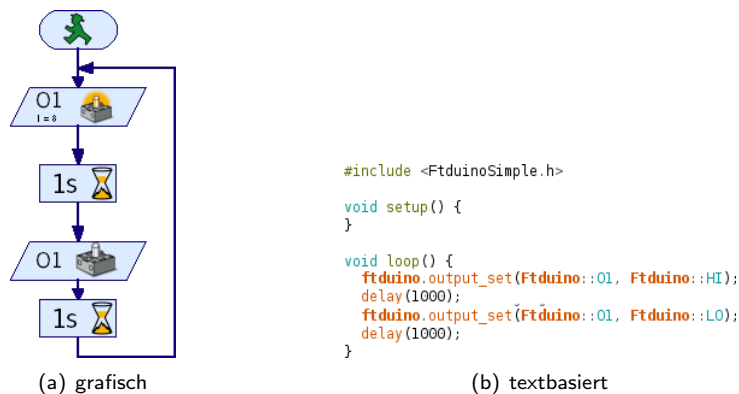 O1
I = 8
1s
O1
1s
(a) grafisch
#include <FtduinoSimple.h>
void setup() {
}
void loop() {
ftduino.output_set(Ftduino::O1, Ftduino::HI);
delay(1000);
ftduino.output_set(Ftduino::O1, Ftduino::LO);
delay(1000);
}
(b) textbasiert